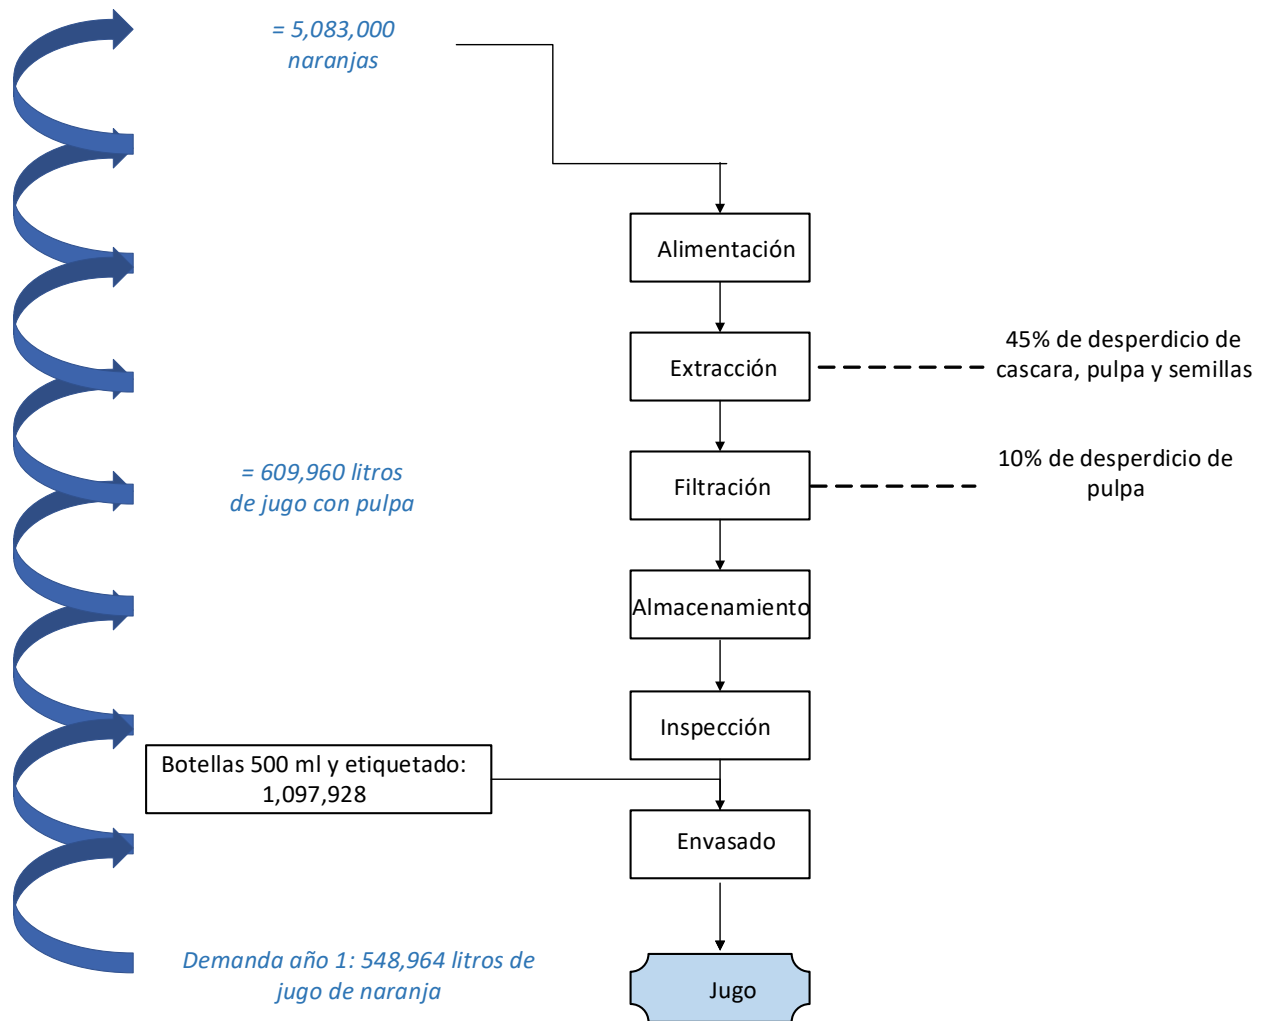 = 5,083,000
naranjas
Alimentación
45% de desperdicio de
cascara, pulpa y semillas
Extracción
10% de desperdicio de
pulpa
= 609,960 litros
de jugo con pulpa
Filtración
Almacenamiento
Inspección
Botellas 500 ml y etiquetado:
1,097,928
Envasado
Demanda año 1: 548,964 litros de
jugo de naranja
Jugo